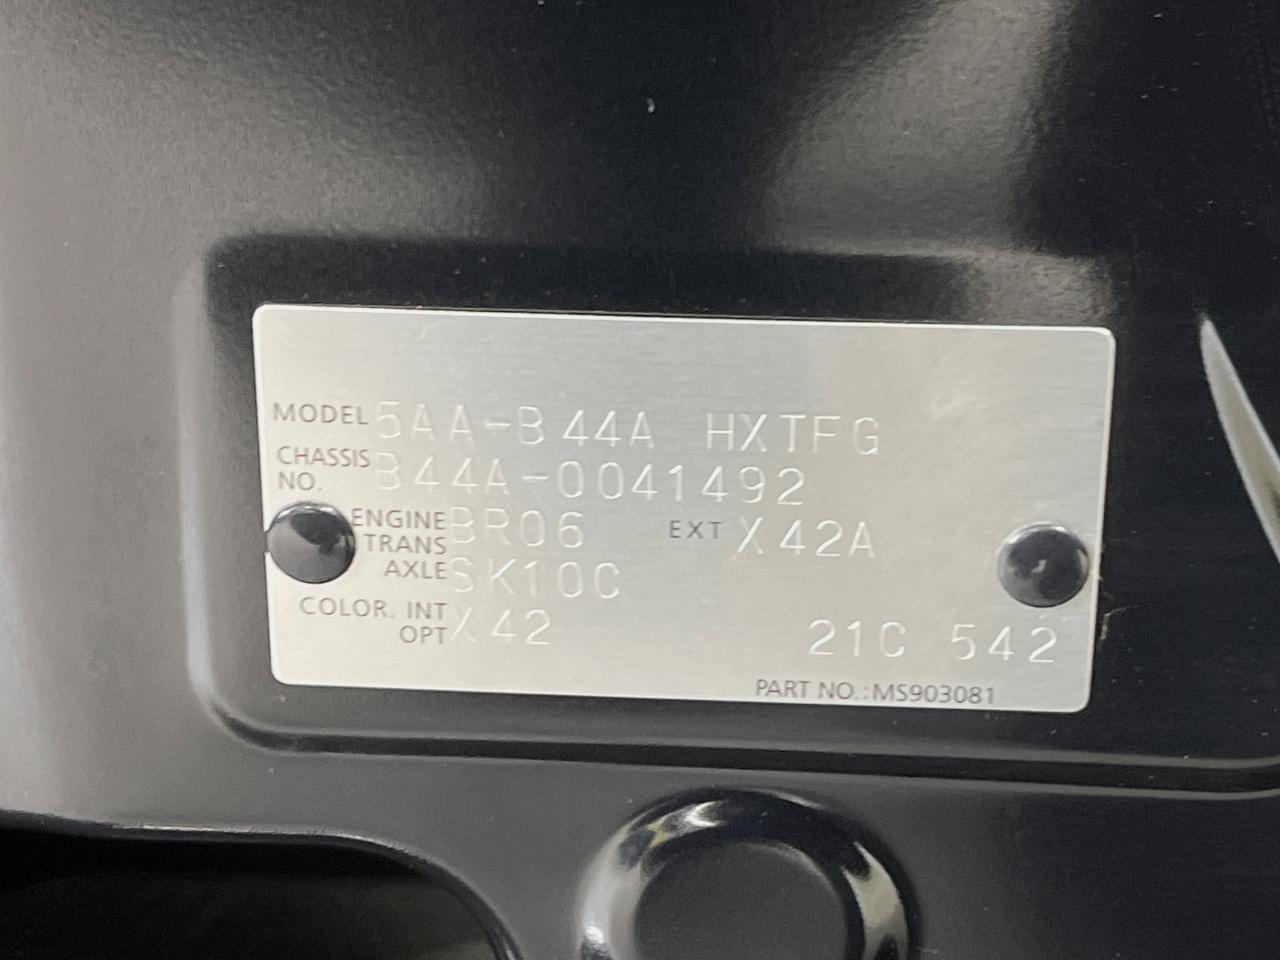 MODEL 5AA-B44A HXTFG
CHASSIS NO. B44A-0041492
ENGINE BR06 EXT X42A
TRANS AXLE SK10C
COLOR. INT OPT X42 21C 542
PART NO.:MS903081